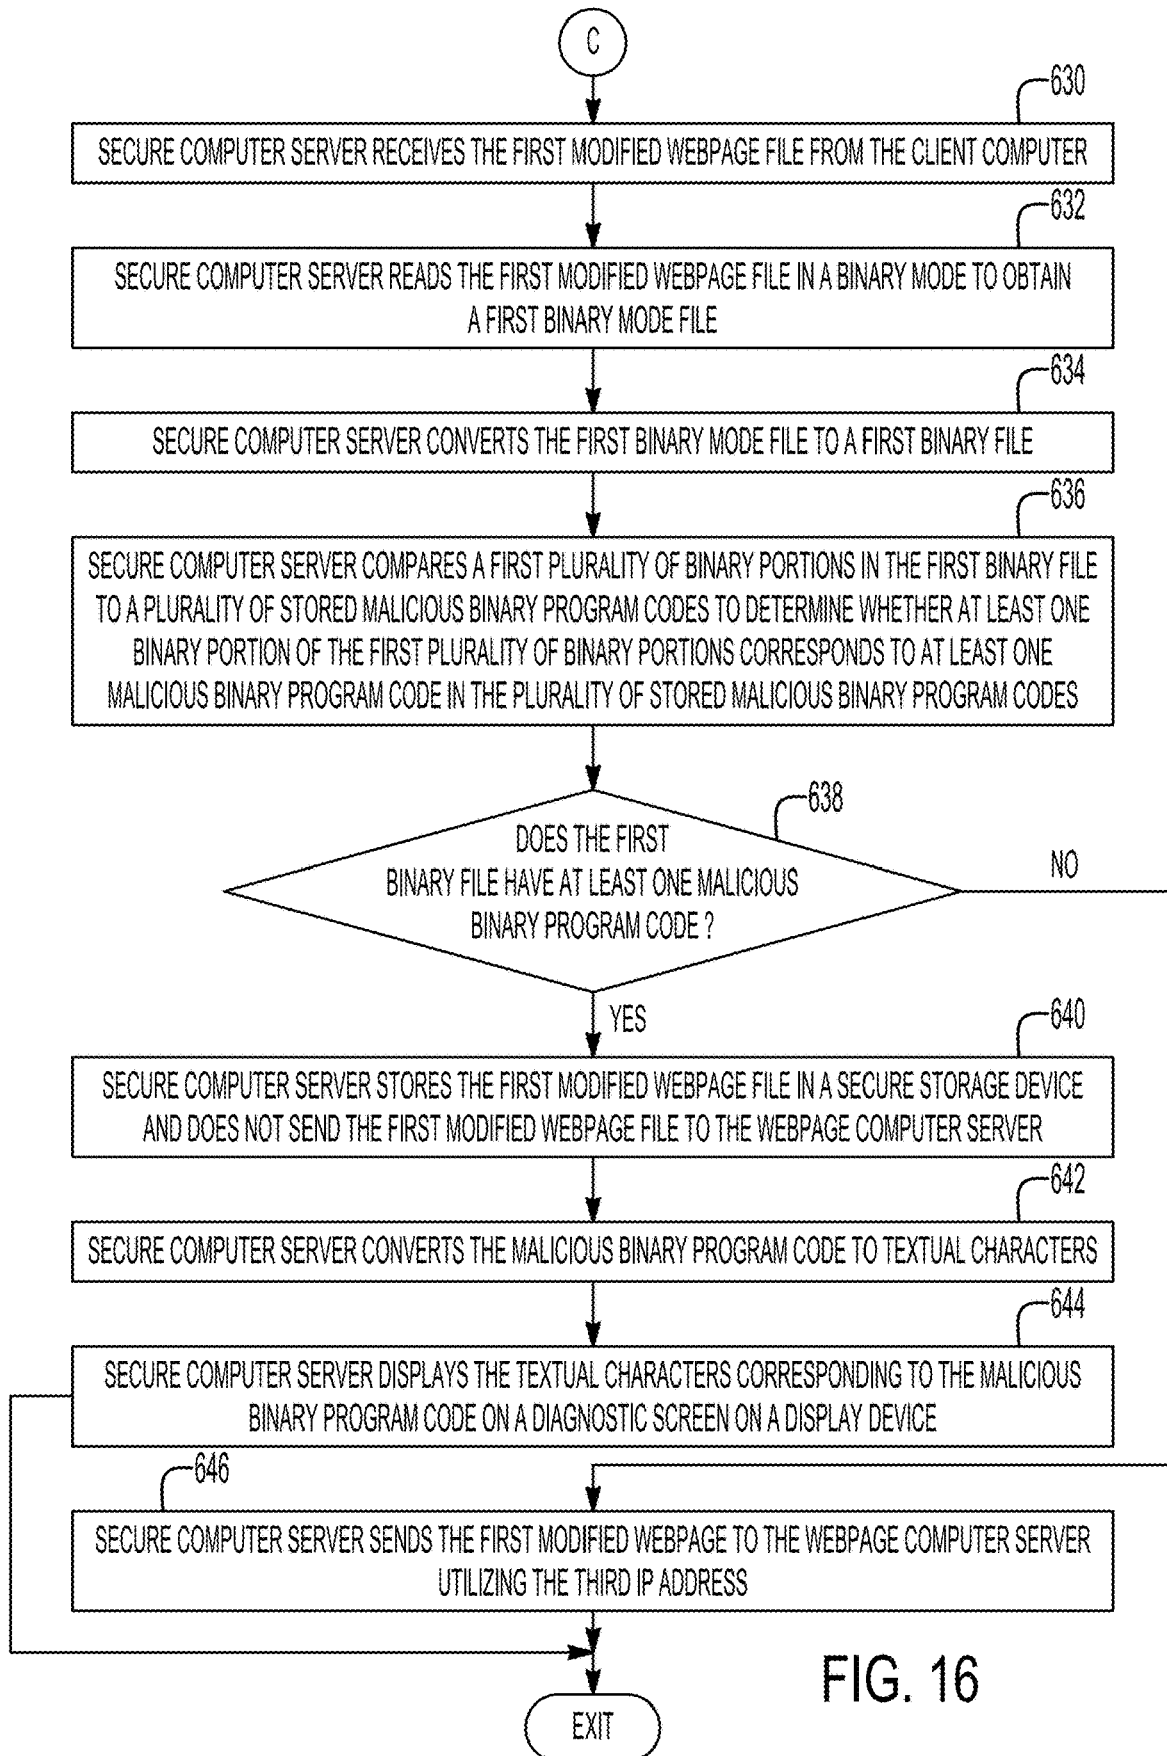 C
630
SECURE COMPUTER SERVER RECEIVES THE FIRST MODIFIED WEBPAGE FILE FROM THE CLIENT COMPUTER
632
SECURE COMPUTER SERVER READS THE FIRST MODIFIED WEBPAGE FILE IN A BINARY MODE TO OBTAIN
A FIRST BINARY MODE FILE
634
SECURE COMPUTER SERVER CONVERTS THE FIRST BINARY MODE FILE TO A FIRST BINARY FILE
636
SECURE COMPUTER SERVER COMPARES A FIRST PLURALITY OF BINARY PORTIONS IN THE FIRST BINARY FILE
TO A PLURALITY OF STORED MALICIOUS BINARY PROGRAM CODES TO DETERMINE WHETHER AT LEAST ONE
BINARY PORTION OF THE FIRST PLURALITY OF BINARY PORTIONS CORRESPONDS TO AT LEAST ONE
MALICIOUS BINARY PROGRAM CODE IN THE PLURALITY OF STORED MALICIOUS BINARY PROGRAM CODES
638
DOES THE FIRST
BINARY FILE HAVE AT LEAST ONE MALICIOUS
BINARY PROGRAM CODE ?
NO
YES
640
SECURE COMPUTER SERVER STORES THE FIRST MODIFIED WEBPAGE FILE IN A SECURE STORAGE DEVICE
AND DOES NOT SEND THE FIRST MODIFIED WEBPAGE FILE TO THE WEBPAGE COMPUTER SERVER
642
SECURE COMPUTER SERVER CONVERTS THE MALICIOUS BINARY PROGRAM CODE TO TEXTUAL CHARACTERS
644
SECURE COMPUTER SERVER DISPLAYS THE TEXTUAL CHARACTERS CORRESPONDING TO THE MALICIOUS
BINARY PROGRAM CODE ON A DIAGNOSTIC SCREEN ON A DISPLAY DEVICE
646
SECURE COMPUTER SERVER SENDS THE FIRST MODIFIED WEBPAGE TO THE WEBPAGE COMPUTER SERVER
UTILIZING THE THIRD IP ADDRESS
FIG. 16
EXIT